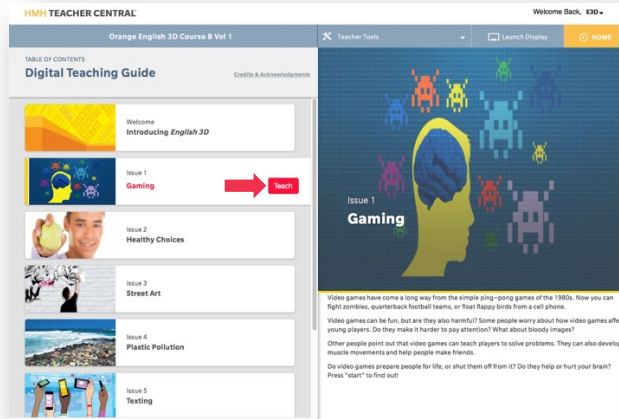 HMH TEACHER CENTRAL
Welcome Back, E3D
Orange English 3D Course B Vol 1
Teacher Tools
Launch Display
HOME
TABLE OF CONTENTS
Digital Teaching Guide
Credits & Acknowledgments
Welcome
Introducing English 3D
Issue 1
Gaming
Teach
Issue 2
Healthy Choices
Issue 3
Street Art
Issue 4
Plastic Pollution
Issue 5
Texting
Issue 1
Gaming
Video games have come a long way from the simple ping-pong games of the 1980s. Now you can
fight zombies, quarterback football teams, or float flappy birds from a cell phone.
Video games can be fun, but are they also harmful? Some people worry about how video games affe
young players. Do they make it harder to pay attention? What about bloody images?
Other people point out that video games can teach players to solve problems. They can also develop
muscle movements and help people make friends.
Do video games prepare people for life, or shut them off from it? Do they help or hurt your brain?
Press "start" to find out!